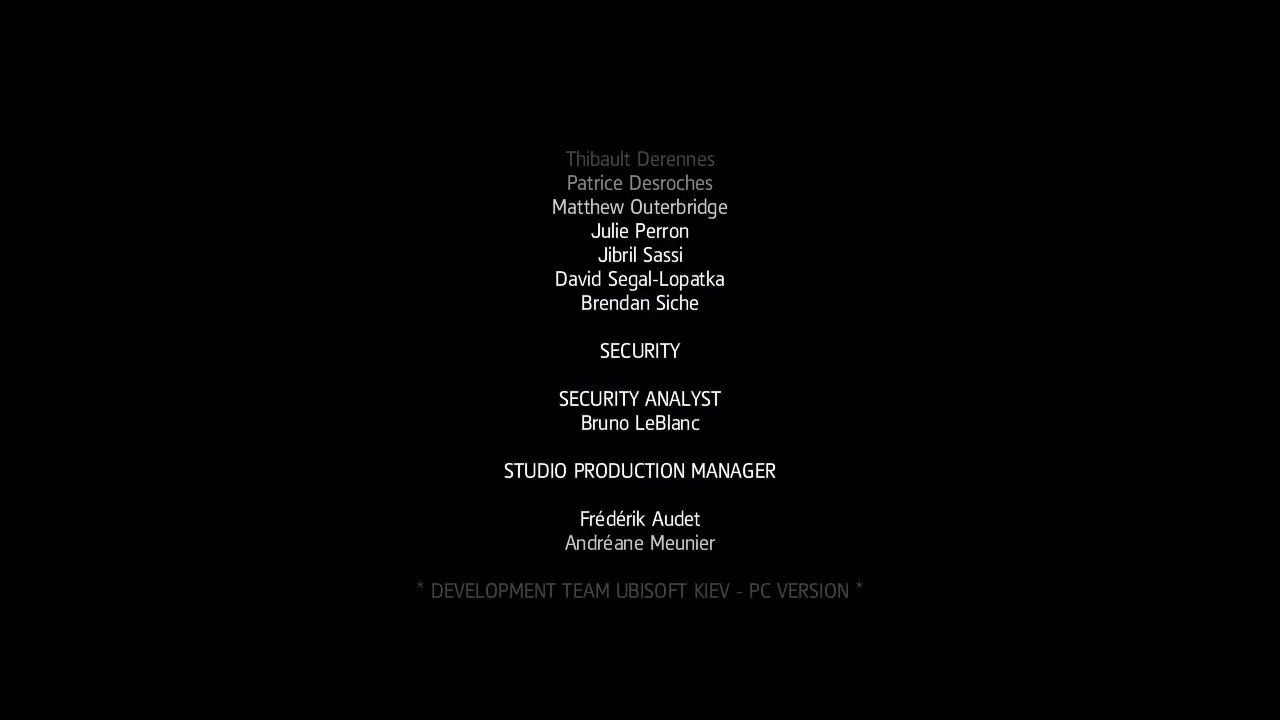 Thibault Derennes
Patrice Desroches
Matthew Outerbridge
Julie Perron
Jibril Sassi
David Segal-Lopatka
Brendan Siche
SECURITY
SECURITY ANALYST
Bruno LeBlanc
STUDIO PRODUCTION MANAGER
Frédérik Audet
Andréane Meunier
* DEVELOPMENT TEAM UBISOFT KIEV - PC VERSION *